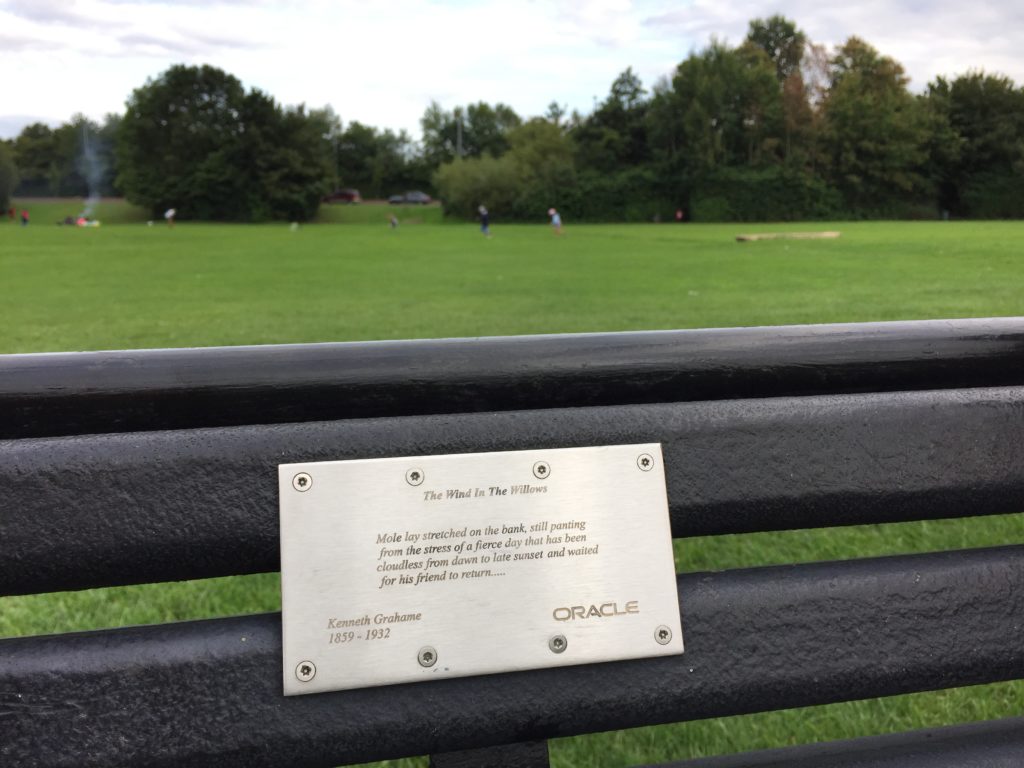 The Wind In The Willows
Mole lay stretched on the bank, still panting
from the stress of a fierce day that has been
cloudless from dawn to late sunset and waited
for his friend to return.....
Kenneth Grahame
1859 - 1932
ORACLE